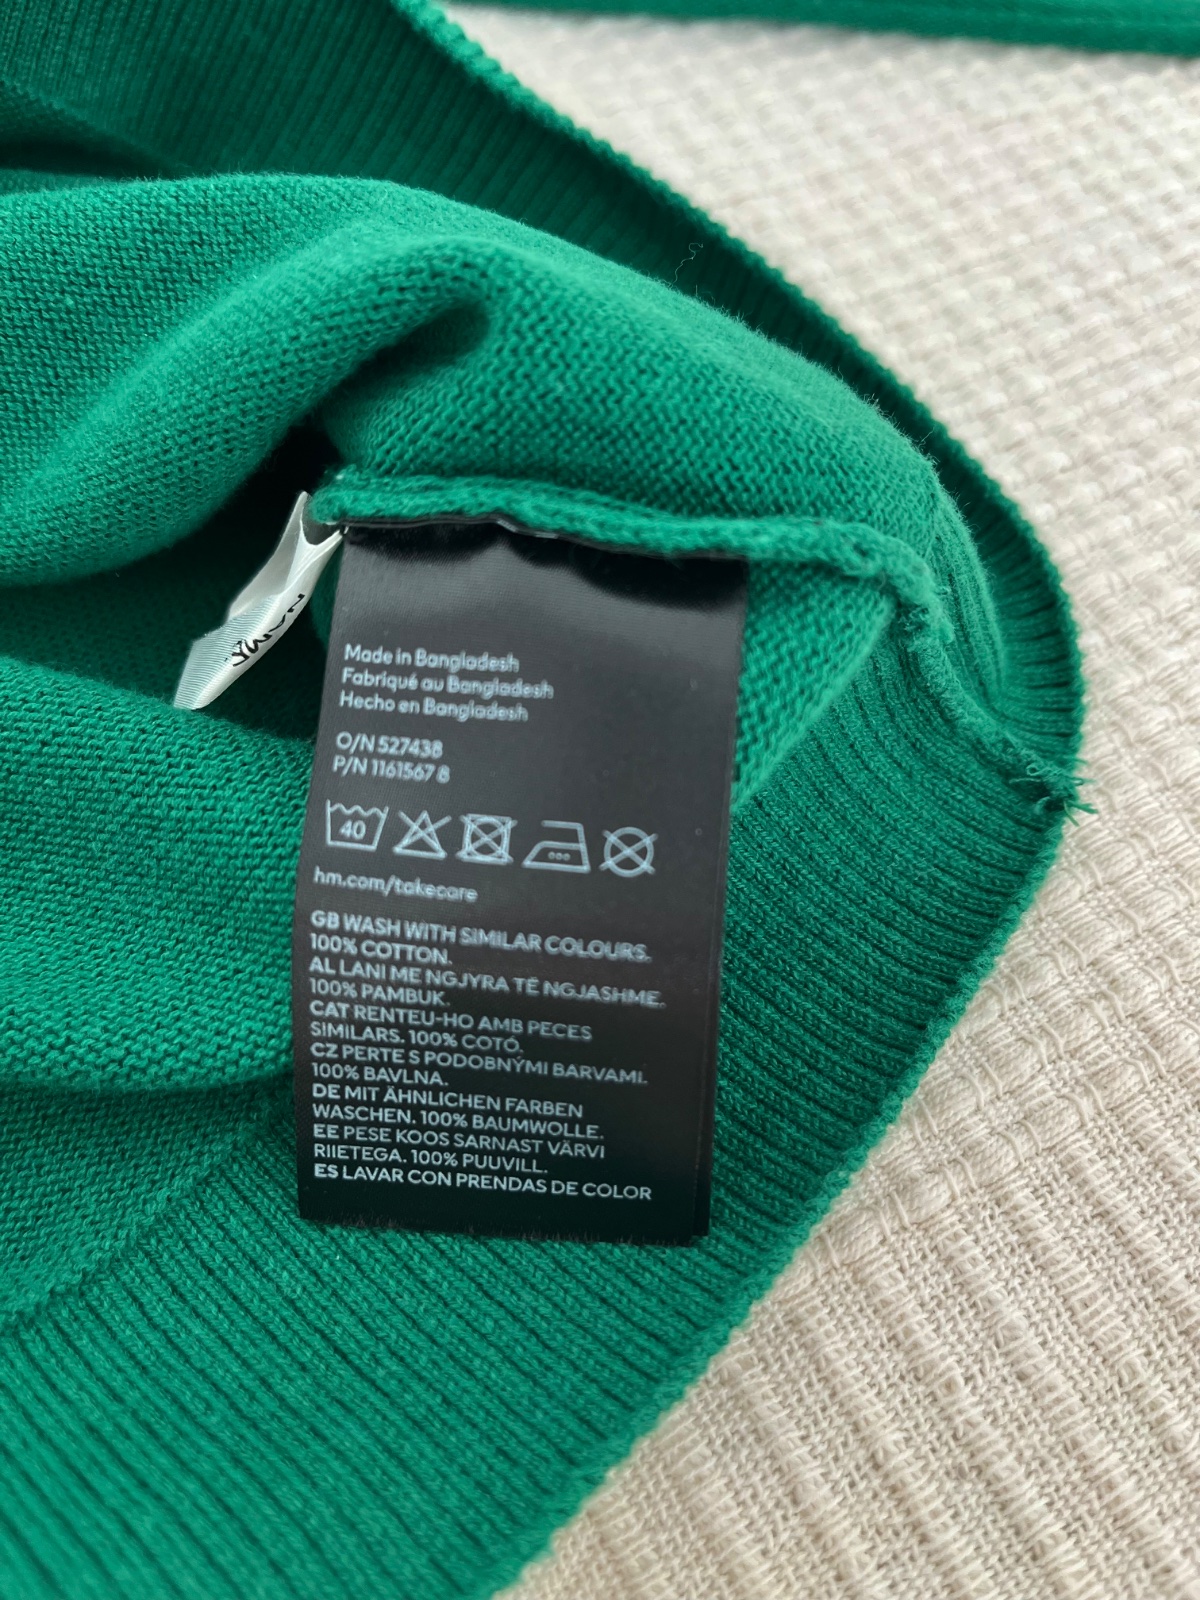 Made in Bangladesh
Fabriqué au Bangladesh
Hecho en Bangladesh
O/N 527438
P/N 1161567 8
40
hm.com/takecare
GB WASH WITH SIMILAR COLOURS.
100% COTTON.
AL LANI ME NGJYRA TË NGJASHME.
100% PAMBUK.
CAT RENTEU-HO AMB PECES
SIMILARS. 100% COTÓ.
CZ PERTE S PODOBNÝMI BARVAMI.
100% BAVLNA.
DE MIT ÄHNLICHEN FARBEN
WASCHEN. 100% BAUMWOLLE.
EE PESE KOOS SARNAST VÄRVI
RIIETEGA. 100% PUUVILL.
ES LAVAR CON PRENDAS DE COLOR